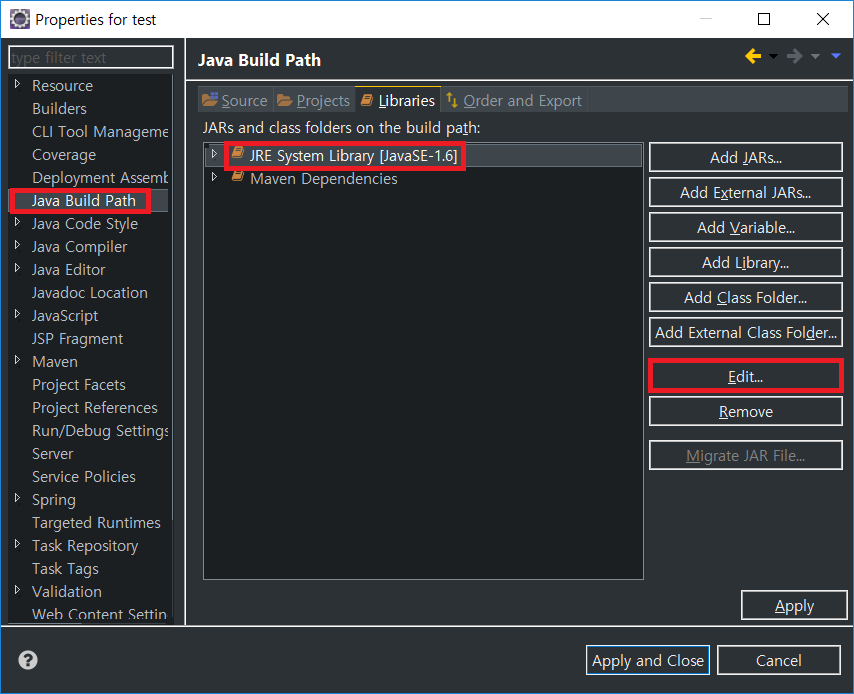 Properties for test
type filter text
Resource
Builders
CLI Tool Manageme
Coverage
Deployment Assemb
Java Build Path
Java Code Style
Java Compiler
Java Editor
Javadoc Location
JavaScript
JSP Fragment
Maven
Project Facets
Project References
Run/Debug Settings
Server
Service Policies
Spring
Targeted Runtimes
Task Repository
Task Tags
Validation
Web Content Settin
Java Build Path
Source Projects Libraries Order and Export
JARs and class folders on the build path:
JRE System Library [JavaSE-1.6]
Maven Dependencies
Add JARs...
Add External JARs...
Add Variable...
Add Library...
Add Class Folder...
Add External Class Folder...
Edit...
Remove
Migrate JAR File...
Apply
Apply and Close Cancel